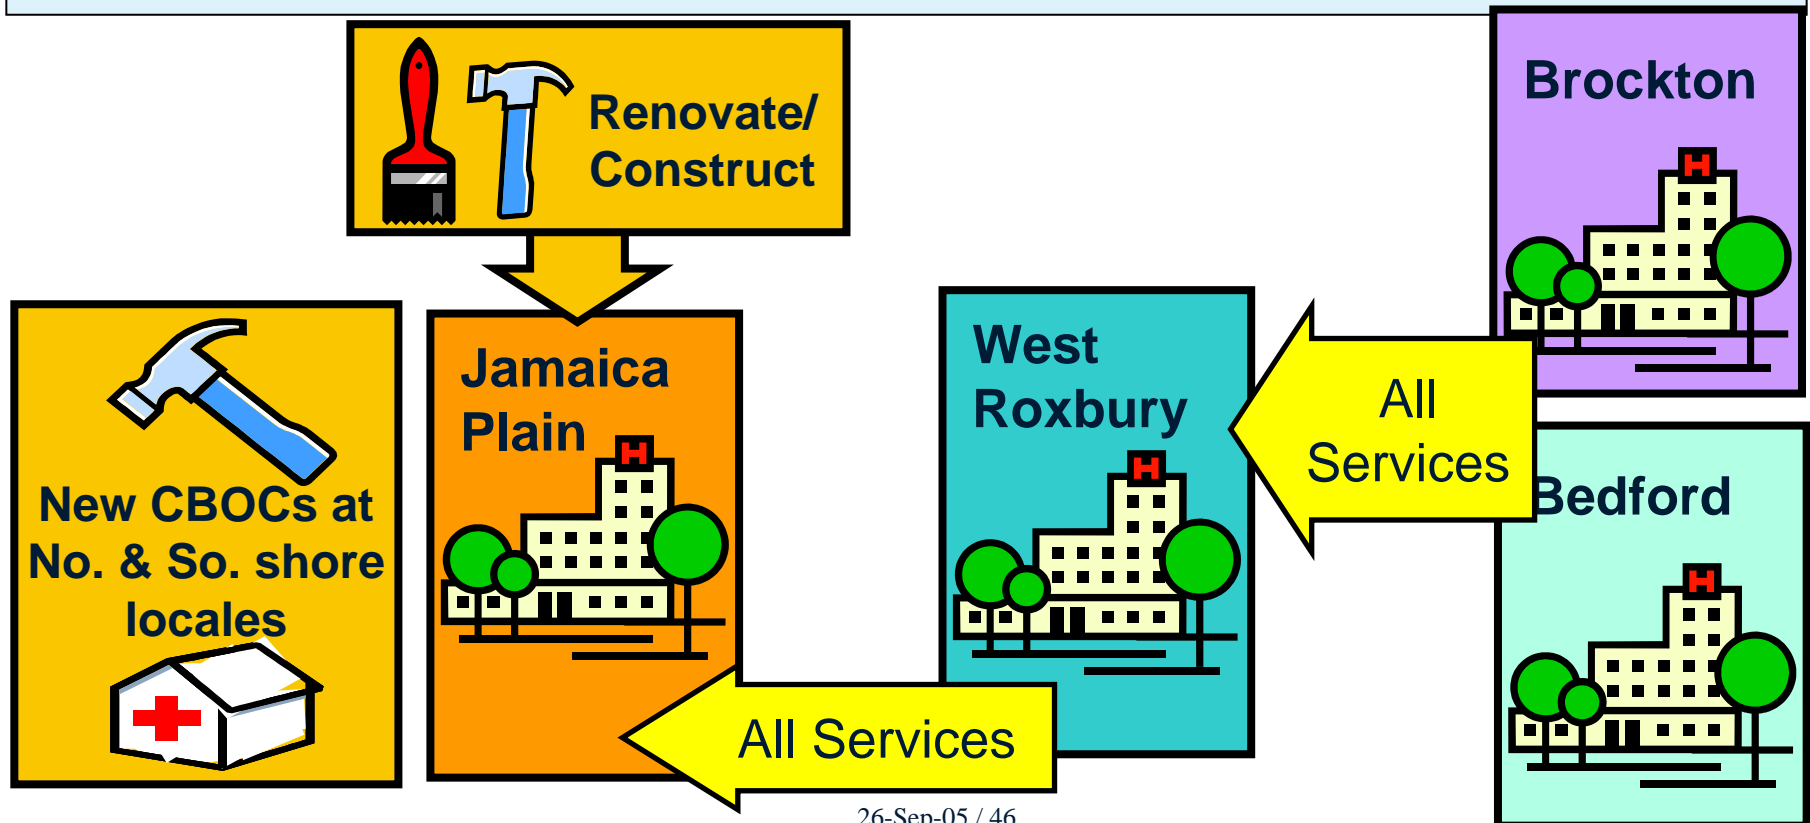 Renovate/
Construct
Brockton
New CBOCs at
No. & So. shore
locales
Jamaica
Plain
West
Roxbury
All
Services
Bedford
All Services
H
H
H
H
26-Sep-05 / 46